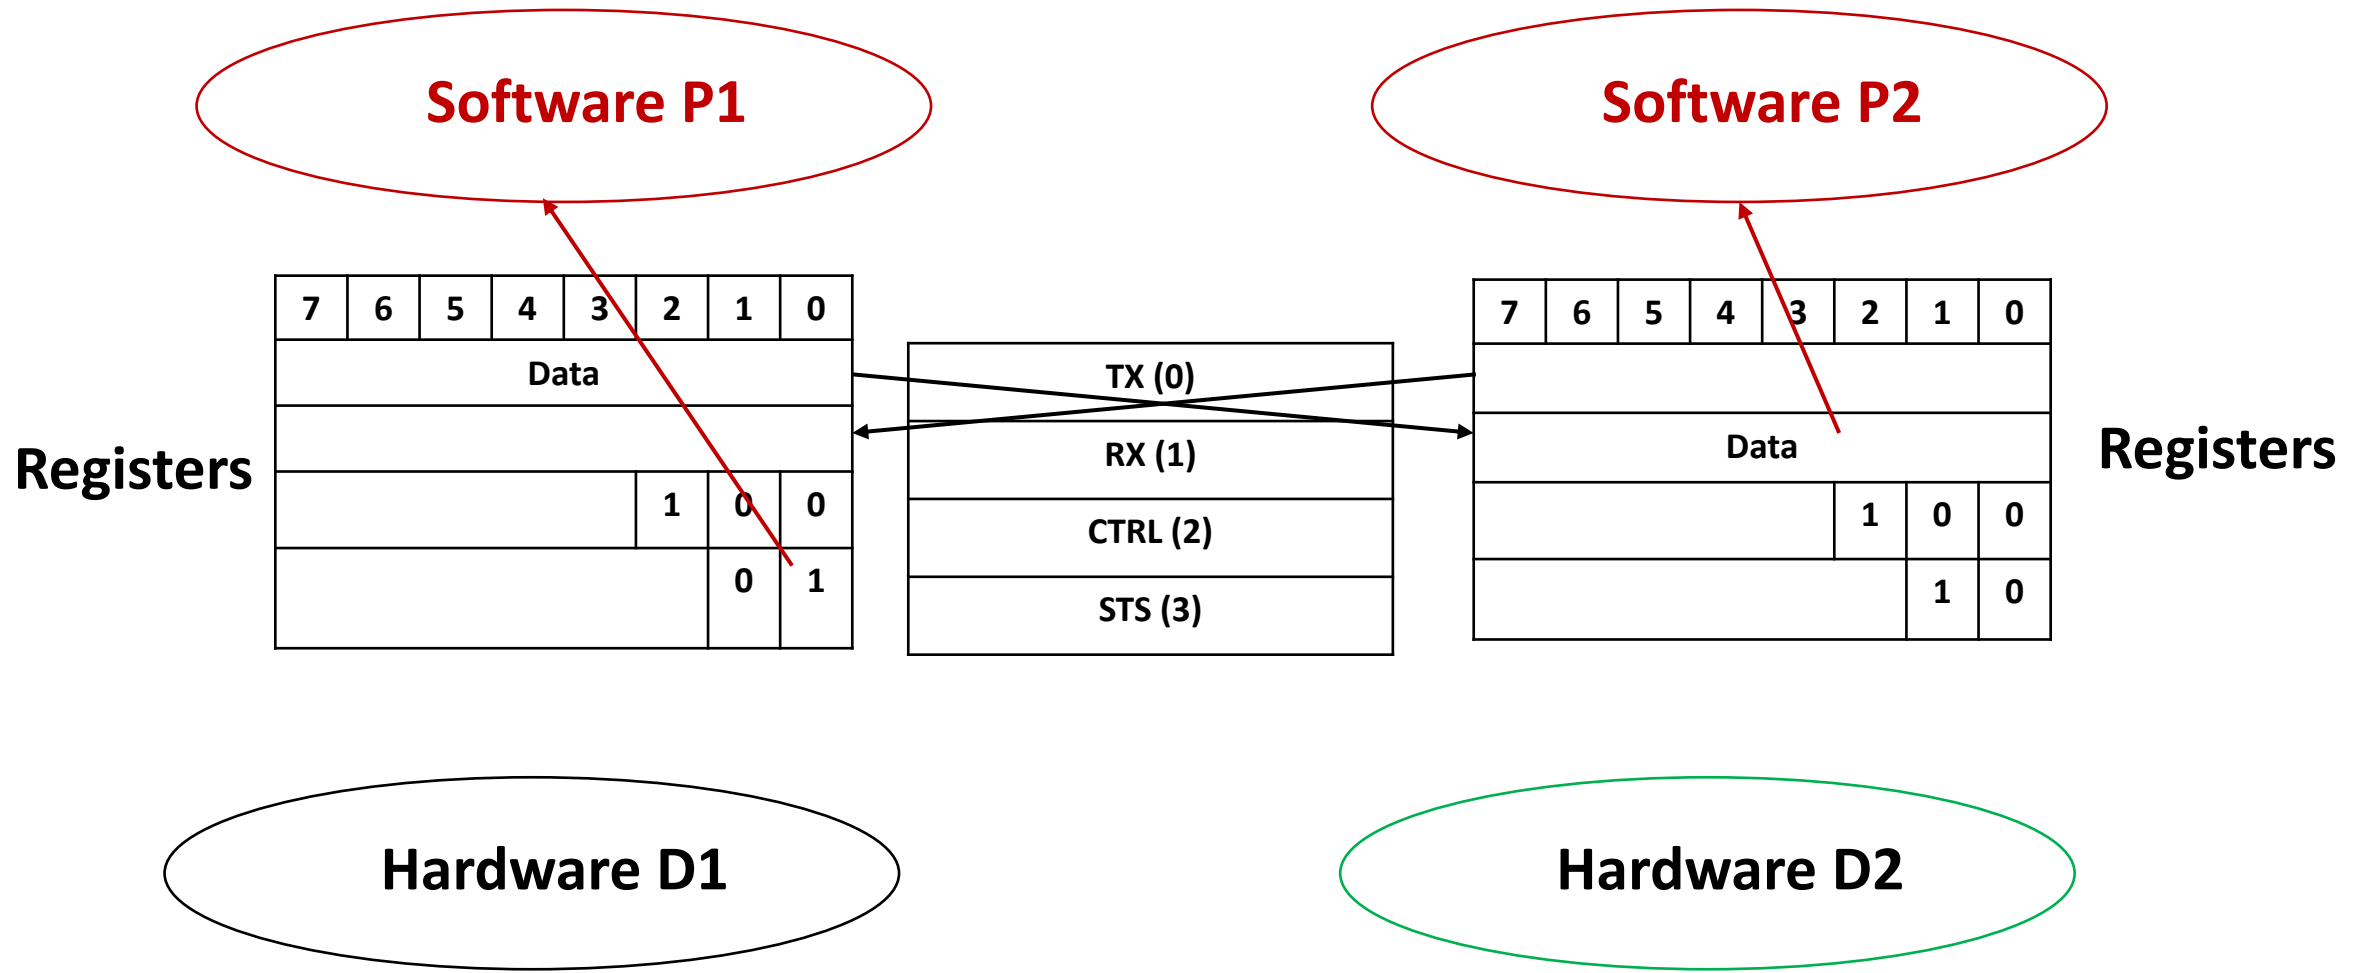 Software P1
Software P2
7 6 5 4 3 2 1 0
7 6 5 4 3 2 1 0
Data
TX (0)
Registers
RX (1)
Data
Registers
1 0 0
CTRL (2)
1 0 0
0 1
STS (3)
1 0
Hardware D1
Hardware D2